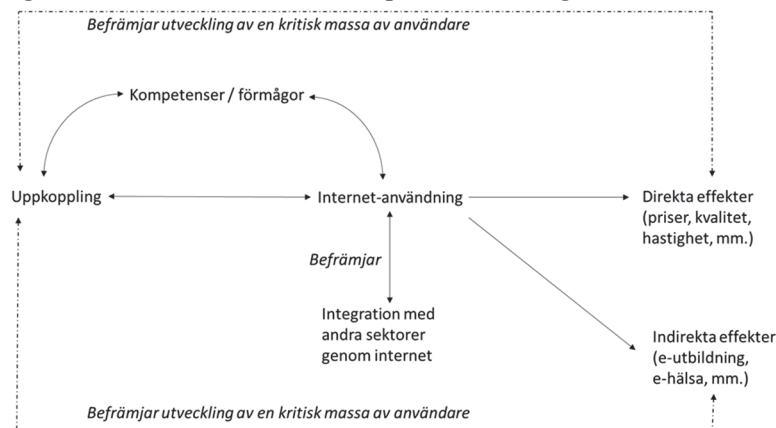 Befrämjar utveckling av en kritisk massa av användare
Kompetenser / förmågor
Uppkoppling
Internet-användning
Direkta effekter
(priser, kvalitet,
hastighet, mm.)
Befrämjar
Integration med
andra sektorer
genom internet
Indirekta effekter
(e-utbildning,
e-hälsa, mm.)
Befrämjar utveckling av en kritisk massa av användare